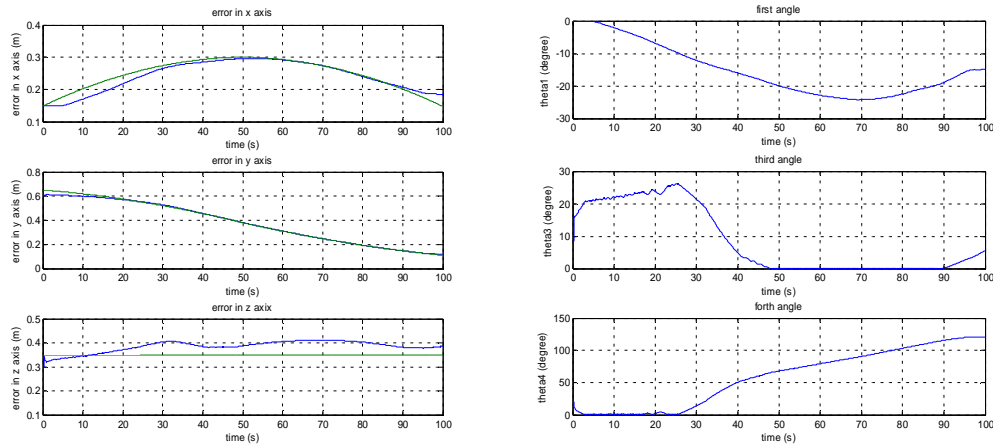 error in x axis
error in x axis (m)
0.4
0.3
0.2
0.1
0 10 20 30 40 50 60 70 80 90 100
time (s)
error in y axis
error in y axis (m)
0.8
0.6
0.4
0.2
0
0 10 20 30 40 50 60 70 80 90 100
time (s)
error in z axix
error in z axis (m)
0.5
0.4
0.3
0.2
0.1
0 10 20 30 40 50 60 70 80 90 100
time (s)
first angle
theta1 (degree)
0
-10
-20
-30
0 10 20 30 40 50 60 70 80 90 100
time (s)
third angle
theta3 (degree)
30
20
10
0
0 10 20 30 40 50 60 70 80 90 100
time (s)
forth angle
theta4 (degree)
150
100
50
0
0 10 20 30 40 50 60 70 80 90 100
time (s)